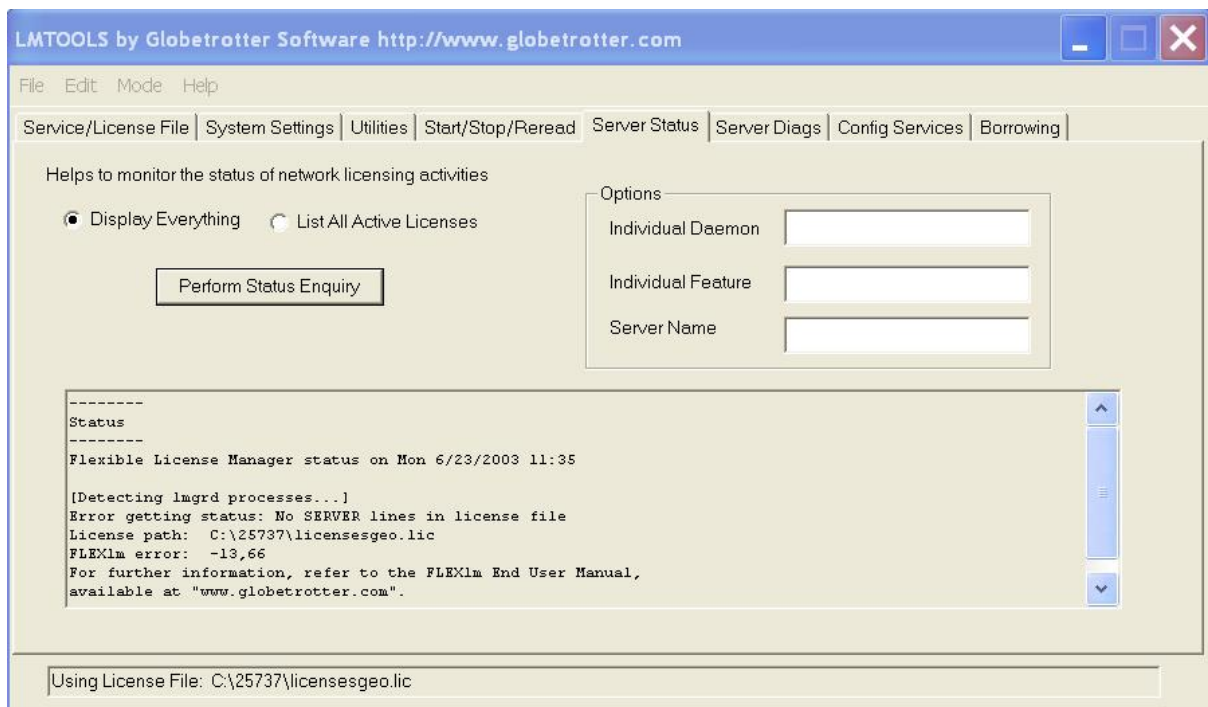 LMTOOLS by Globetrotter Software http://www.globetrotter.com
File Edit Mode Help
Service/License File System Settings Utilities Start/Stop/Reread Server Status Server Diags Config Services Borrowing
Helps to monitor the status of network licensing activities
Display Everything List All Active Licenses
Perform Status Enquiry
Options
Individual Daemon
Individual Feature
Server Name
--------
Status
--------
Flexible License Manager status on Mon 6/23/2003 11:35
[Detecting lmgrd processes...]
Error getting status: No SERVER lines in license file
License path: C:\25737\licensesgeo.lic
FLEXlm error: -13,66
For further information, refer to the FLEXlm End User Manual,
available at "www.globetrotter.com".
Using License File: C:\25737\licensesgeo.lic